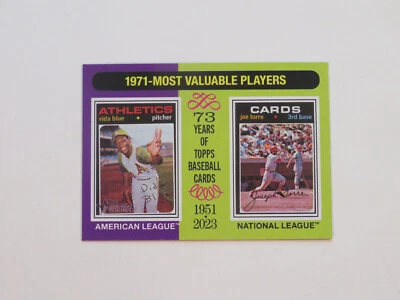 1971-MOST VALUABLE PLAYERS
ATHLETICS
vida blue • pitcher
HERITAGE
AMERICAN LEAGUE
'73
YEARS
OF
TOPPS
BASEBALL
CARDS
1951
•
2023
CARDS
joe torre • 3rd base
NATIONAL LEAGUE